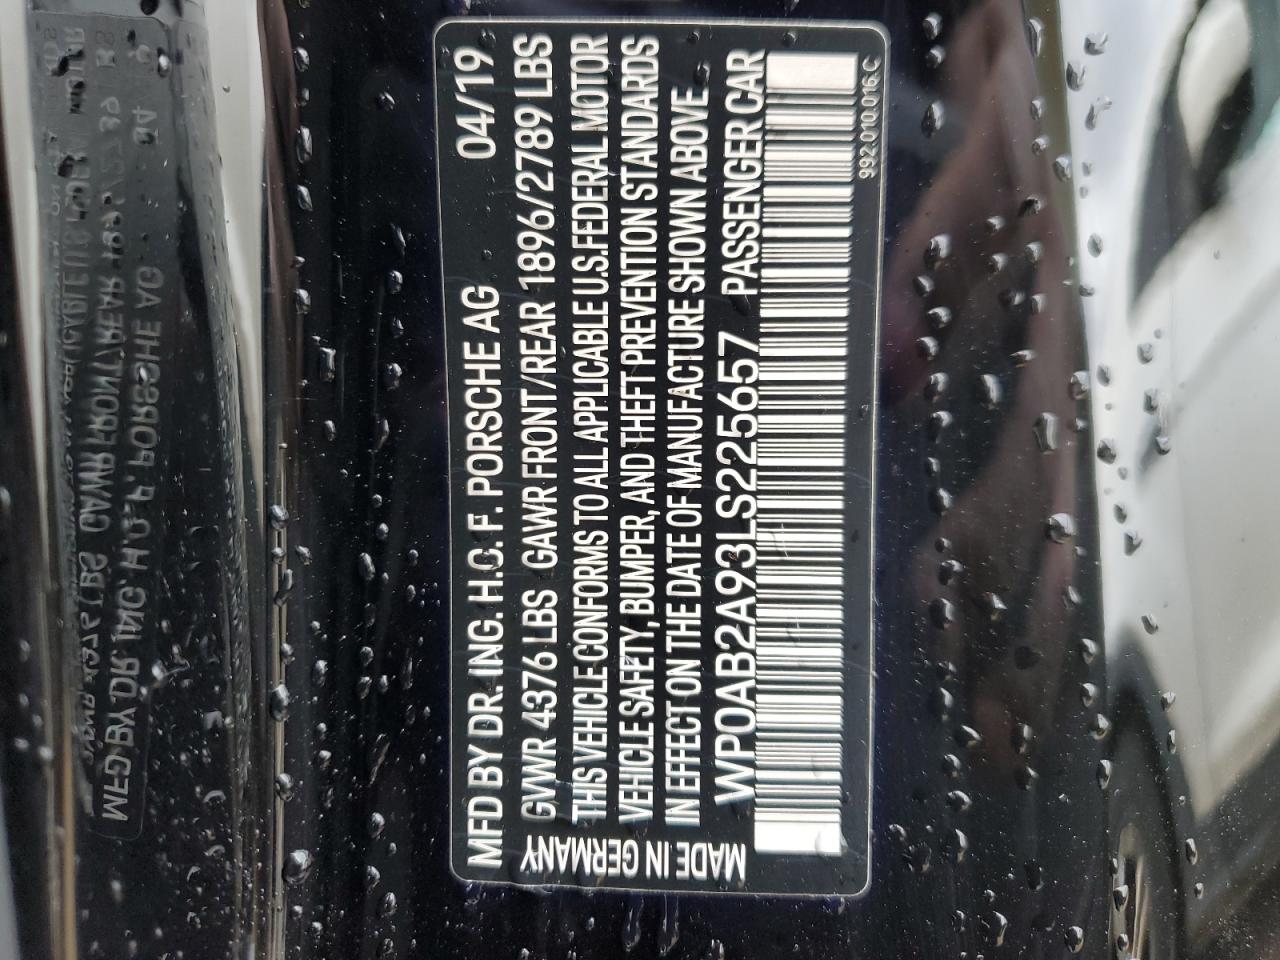 MFD BY DR. ING. H.C. F. PORSCHE AG 04/19
GVWR 4376 LBS GAWR FRONT/REAR 1896/2789 LBS
THIS VEHICLE CONFORMS TO ALL APPLICABLE U.S. FEDERAL MOTOR
VEHICLE SAFETY, BUMPER, AND THEFT PREVENTION STANDARDS
IN EFFECT ON THE DATE OF MANUFACTURE SHOWN ABOVE.
WP0AB2A93LS225657 PASSENGER CAR
MADE IN GERMANY
992.010.016.C